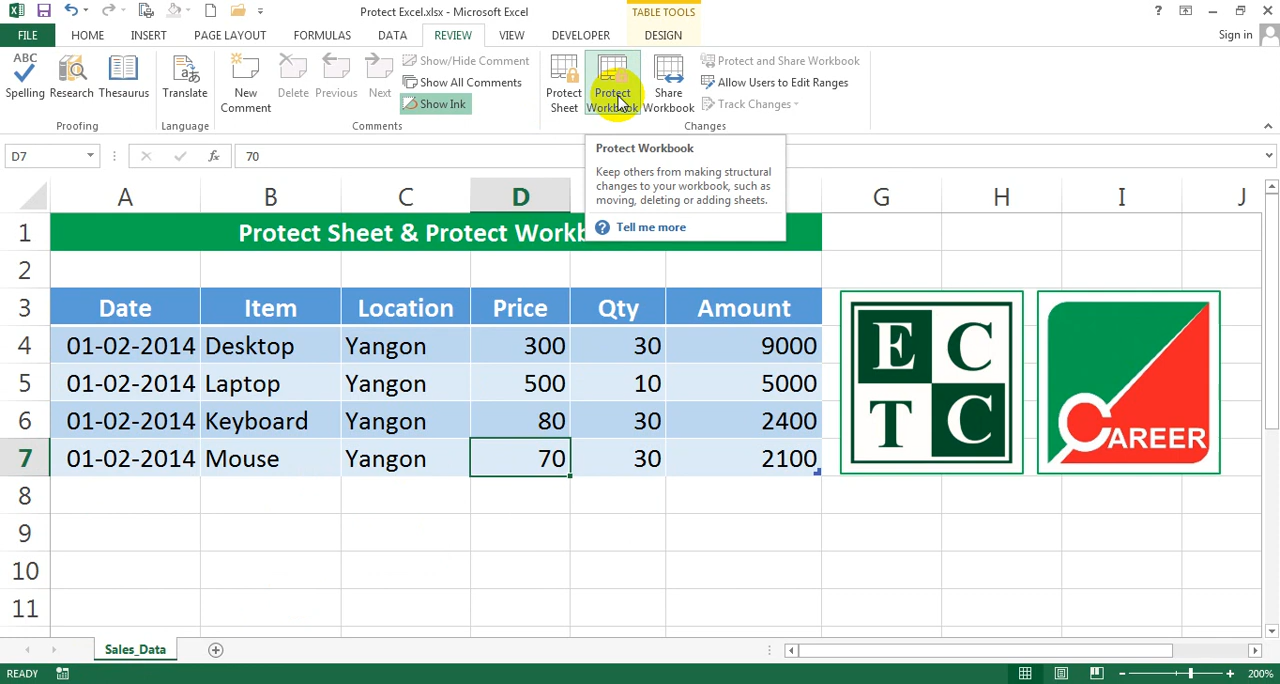 Protect Excel.xlsx - Microsoft Excel
TABLE TOOLS
?
FILE
HOME
INSERT
PAGE LAYOUT
FORMULAS
DATA
REVIEW
VIEW
DEVELOPER
DESIGN
Sign in
ABC
Spelling
Research
Thesaurus
Proofing
Translate
Language
New
Comment
Delete
Previous
Next
Show/Hide Comment
Show All Comments
Show Ink
Comments
Protect
Sheet
Protect
Workbook
Share
Workbook
Protect and Share Workbook
Allow Users to Edit Ranges
Track Changes
Changes
D7
fx
70
Protect Workbook
Keep others from making structural
changes to your workbook, such as
moving, deleting or adding sheets.
? Tell me more
A B C D G H I J
1 Protect Sheet & Protect Workb
2
3 Date Item Location Price Qty Amount
4 01-02-2014 Desktop Yangon 300 30 9000
5 01-02-2014 Laptop Yangon 500 10 5000
6 01-02-2014 Keyboard Yangon 80 30 2400
7 01-02-2014 Mouse Yangon 70 30 2100
8
9
10
11
E C
T C
CAREER
Sales_Data
READY
200%